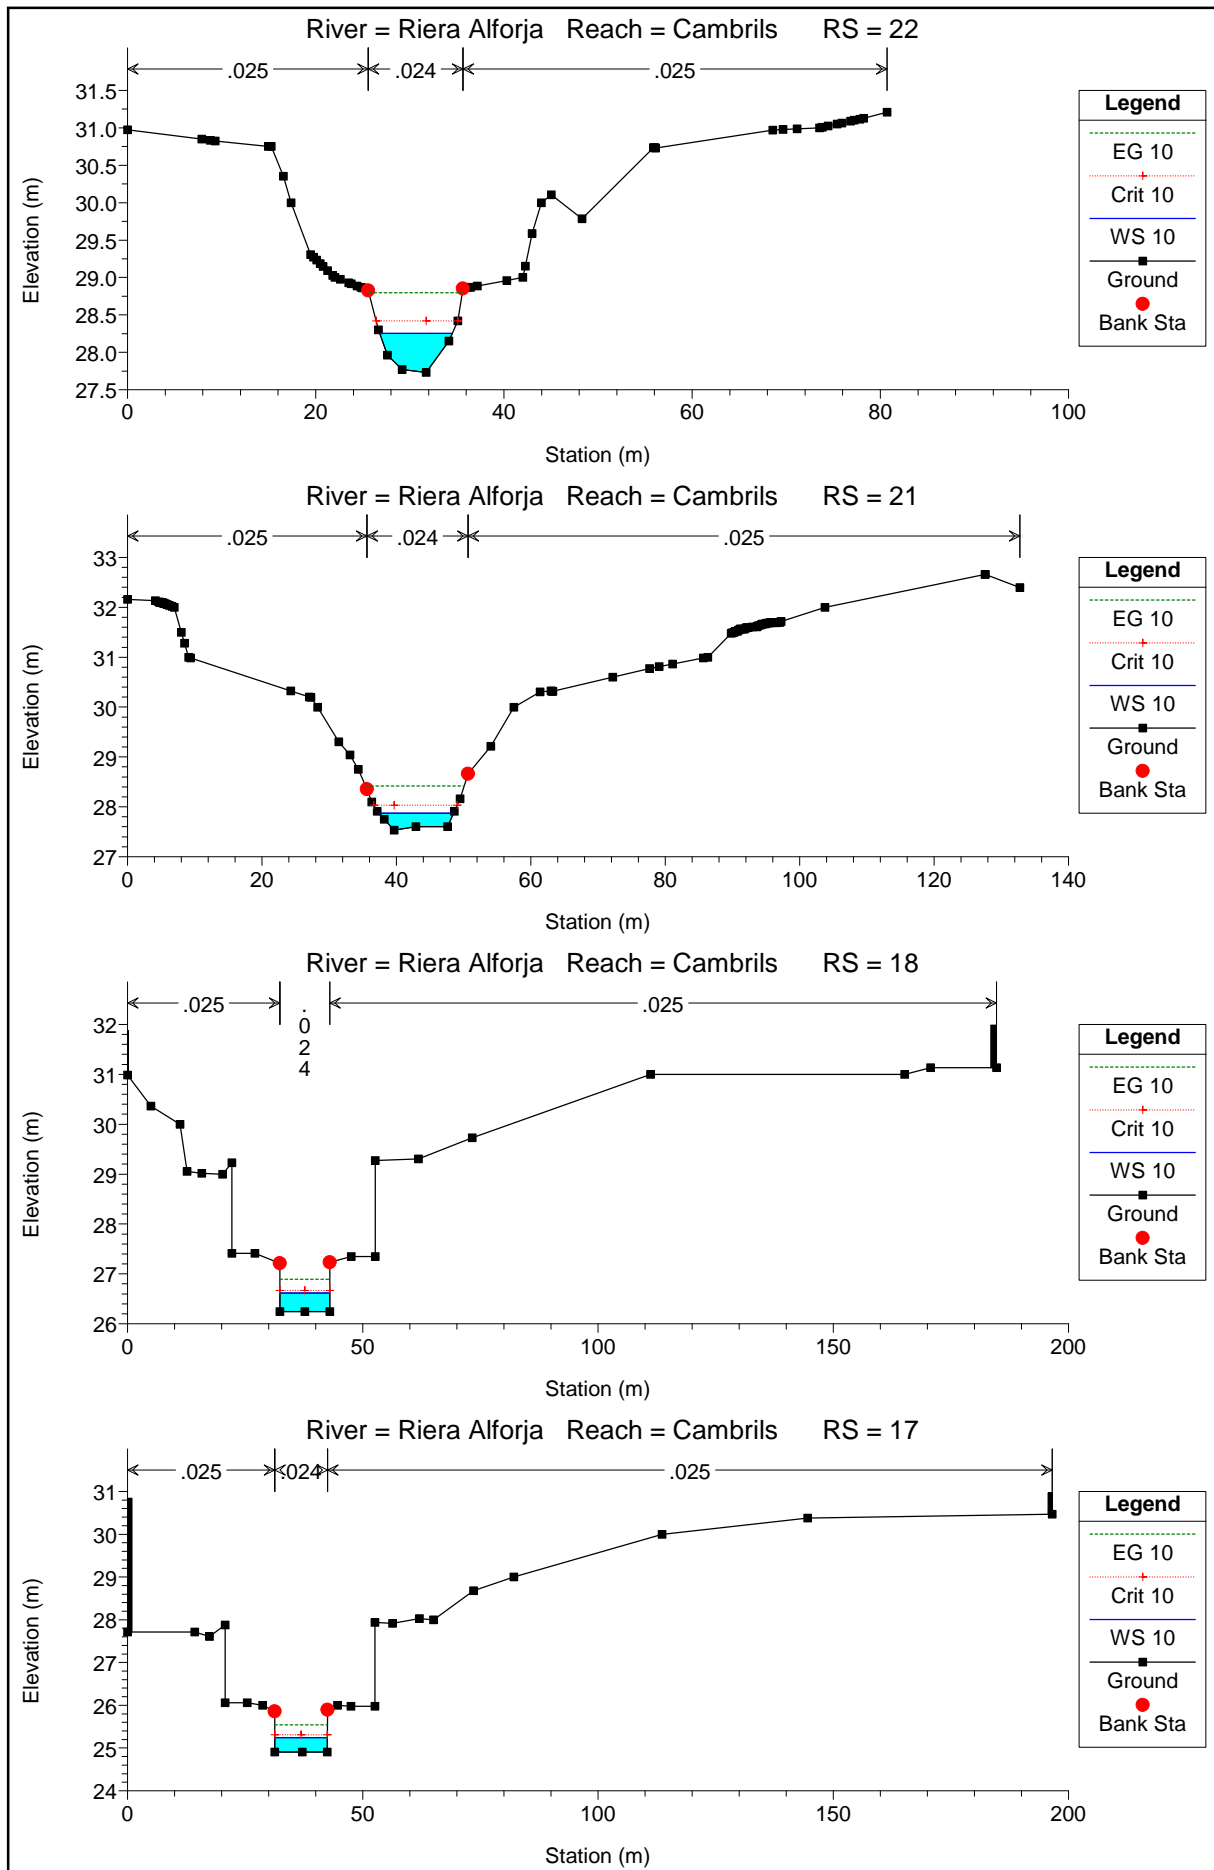 River = Riera Alforja   Reach = Cambrils      RS = 22
.025 .024 .025
31.5
31.0
30.5
30.0
29.5
29.0
28.5
28.0
27.5
Elevation (m)
0 20 40 60 80 100
Station (m)
Legend
EG 10
Crit 10
WS 10
Ground
Bank Sta
River = Riera Alforja   Reach = Cambrils      RS = 21
.025 .024 .025
33
32
31
30
29
28
27
Elevation (m)
0 20 40 60 80 100 120 140
Station (m)
Legend
EG 10
Crit 10
WS 10
Ground
Bank Sta
River = Riera Alforja   Reach = Cambrils      RS = 18
.025 .024 .025
32
31
30
29
28
27
26
Elevation (m)
0 50 100 150 200
Station (m)
Legend
EG 10
Crit 10
WS 10
Ground
Bank Sta
River = Riera Alforja   Reach = Cambrils      RS = 17
.025 .024 .025
31
30
29
28
27
26
25
24
Elevation (m)
0 50 100 150 200
Station (m)
Legend
EG 10
Crit 10
WS 10
Ground
Bank Sta